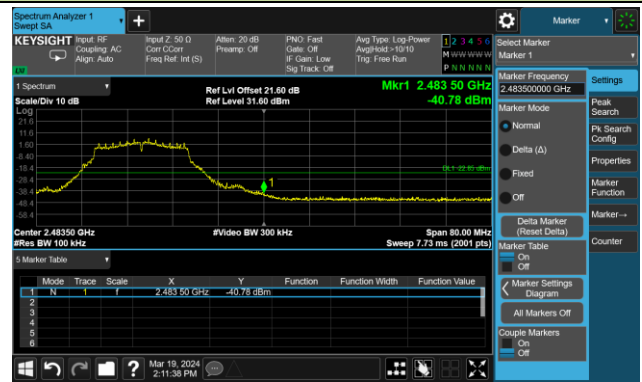 Spectrum Analyzer 1
Swept SA
Marker
KEYSIGHT
Input: RF
Coupling: AC
Align: Auto
Input Z: 50 Ω
Corr CCorr
Freq Ref: Int (S)
Atten: 20 dB
Preamp: Off
PNO: Fast
Gate: Off
IF Gain: Low
Sig Track: Off
Avg Type: Log-Power
Avg|Hold:>10/10
Trig: Free Run
1 2 3 4 5 6
M W W W W W
P N N N N N
Select Marker
Marker 1
1 Spectrum
Scale/Div 10 dB
Log
Ref Lvl Offset 21.60 dB
Ref Level 31.60 dBm
Mkr1 2.483 50 GHz
-40.78 dBm
21.6
11.6
1.60
-8.40
-18.4
-28.4
-38.4
-48.4
-58.4
1
Center 2.48350 GHz
#Res BW 100 kHz
#Video BW 300 kHz
Span 80.00 MHz
Sweep 7.73 ms (2001 pts)
5 Marker Table
Mode Trace Scale X Y Function Function Width Function Value
1 N 1 f 2.483 50 GHz -40.78 dBm
2
3
4
5
6
Marker Frequency
2.483500000 GHz
Marker Mode
Normal
Delta (Δ)
Fixed
Off
Delta Marker
(Reset Delta)
Marker Table
On
Off
Marker Settings
Diagram
All Markers Off
Couple Markers
On
Off
Settings
Peak
Search
Pk Search
Config
Properties
Marker
Function
Marker→
Counter
Mar 19, 2024
2:11:38 PM